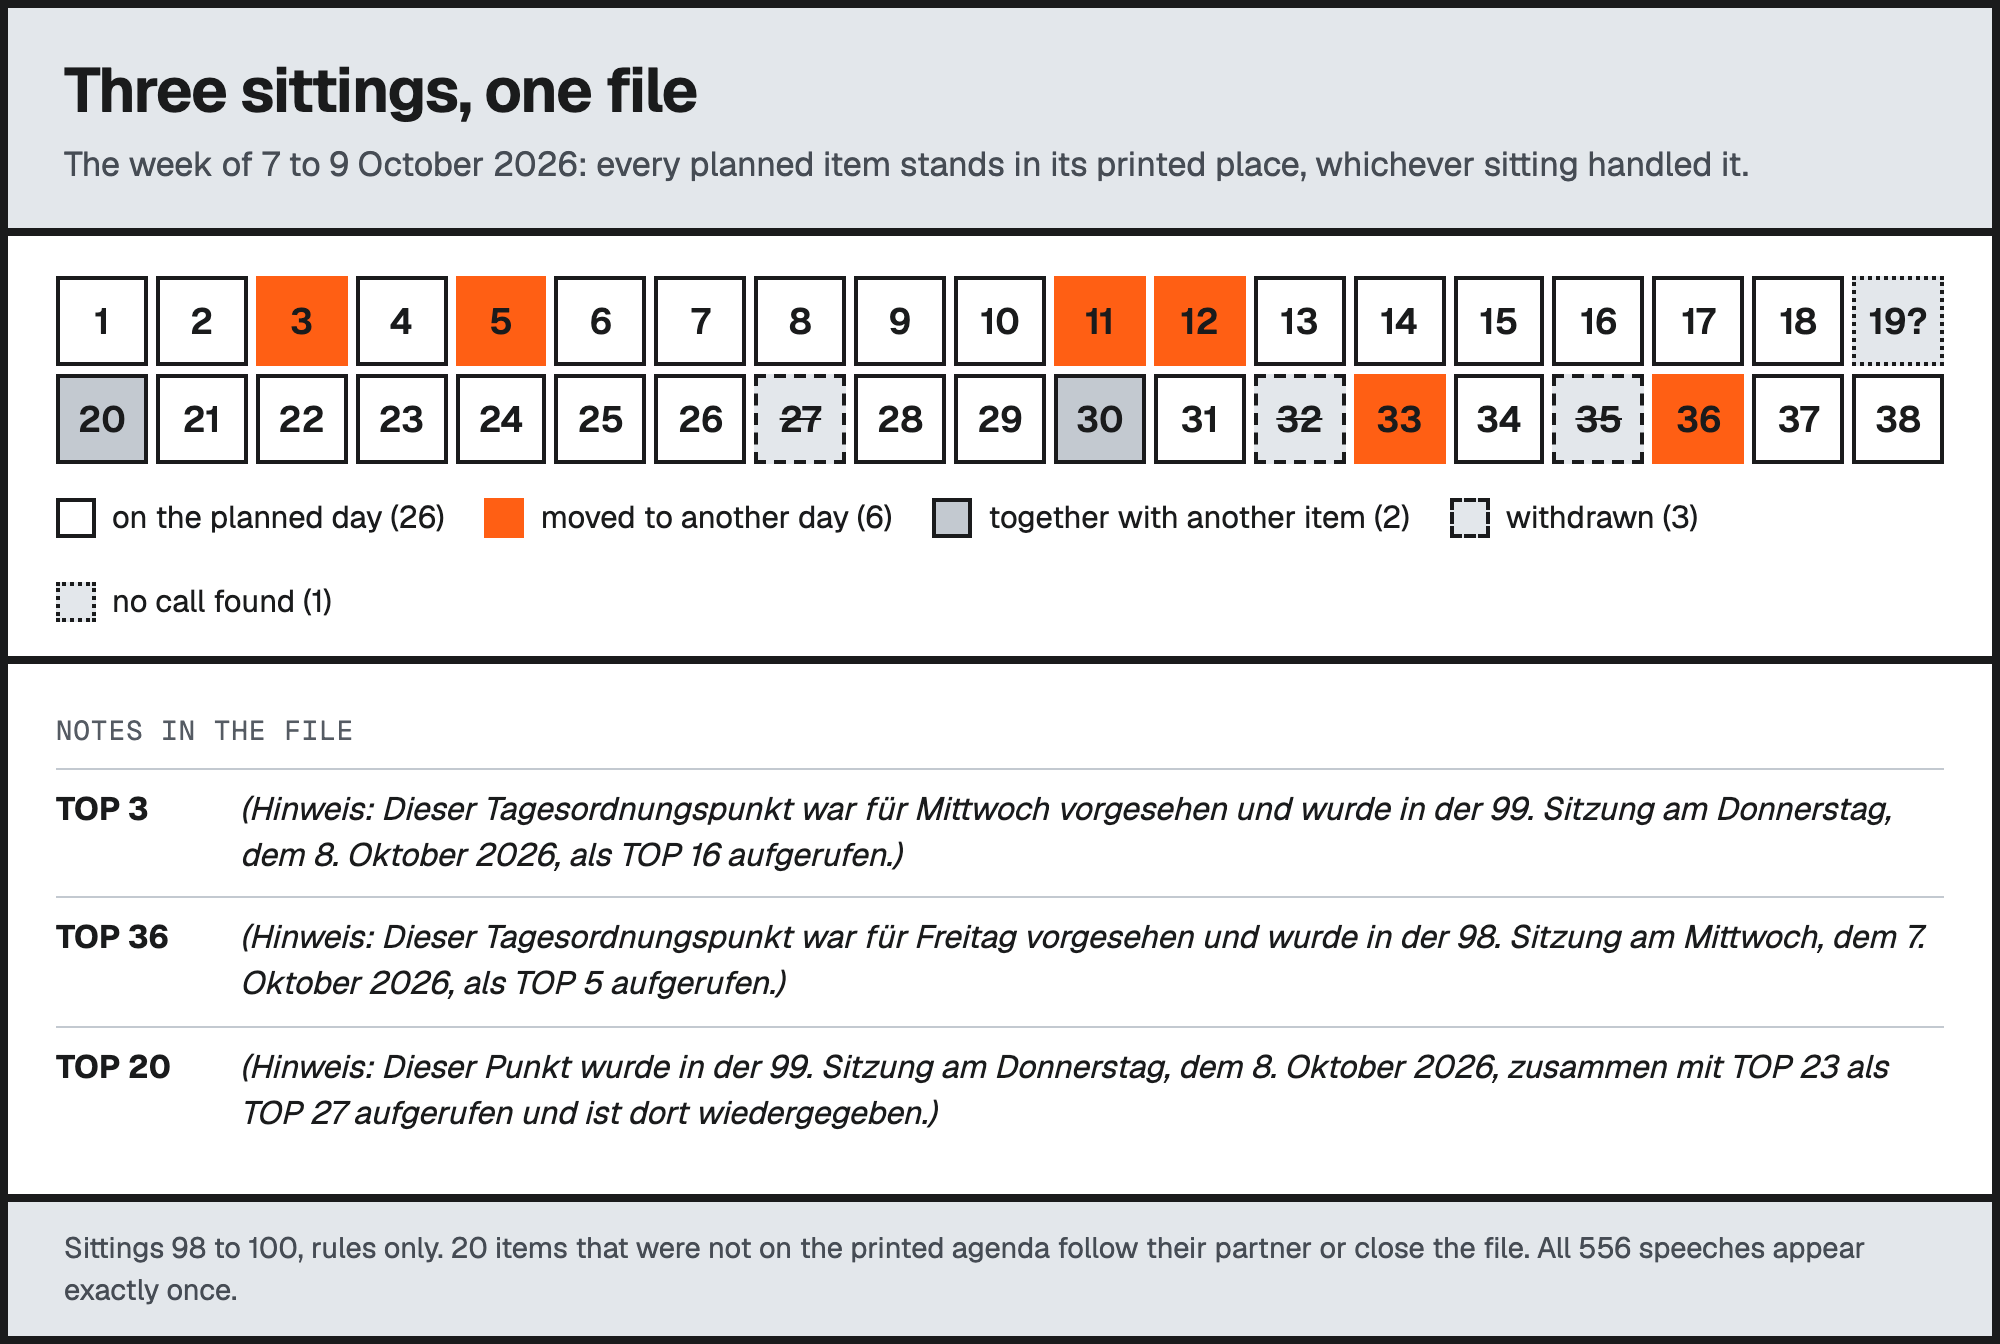 Three sittings, one file
The week of 7 to 9 October 2026: every planned item stands in its printed place, whichever sitting handled it.
1 2 3 4 5 6 7 8 9 10 11 12 13 14 15 16 17 18 19?
20 21 22 23 24 25 26 27 28 29 30 31 32 33 34 35 36 37 38
on the planned day (26) moved to another day (6) together with another item (2) withdrawn (3)
no call found (1)
NOTES IN THE FILE
TOP 3 (Hinweis: Dieser Tagesordnungspunkt war für Mittwoch vorgesehen und wurde in der 99. Sitzung am Donnerstag,
dem 8. Oktober 2026, als TOP 16 aufgerufen.)
TOP 36 (Hinweis: Dieser Tagesordnungspunkt war für Freitag vorgesehen und wurde in der 98. Sitzung am Mittwoch, dem 7.
Oktober 2026, als TOP 5 aufgerufen.)
TOP 20 (Hinweis: Dieser Punkt wurde in der 99. Sitzung am Donnerstag, dem 8. Oktober 2026, zusammen mit TOP 23 als
TOP 27 aufgerufen und ist dort wiedergegeben.)
Sittings 98 to 100, rules only. 20 items that were not on the printed agenda follow their partner or close the file. All 556 speeches appear
exactly once.